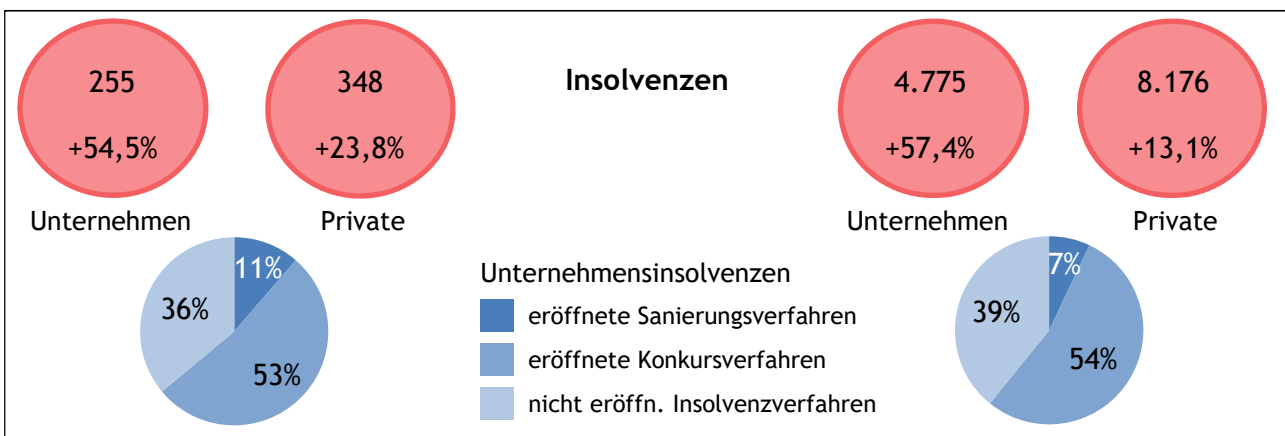 Insolvenzen
255
+54,5%
Unternehmen
348
+23,8%
Private
4.775
+57,4%
Unternehmen
8.176
+13,1%
Private
11%
36%
53%
Unternehmensinsolvenzen
eröffnete Sanierungsverfahren
eröffnete Konkursverfahren
nicht eröffn. Insolvenzverfahren
7%
39%
54%